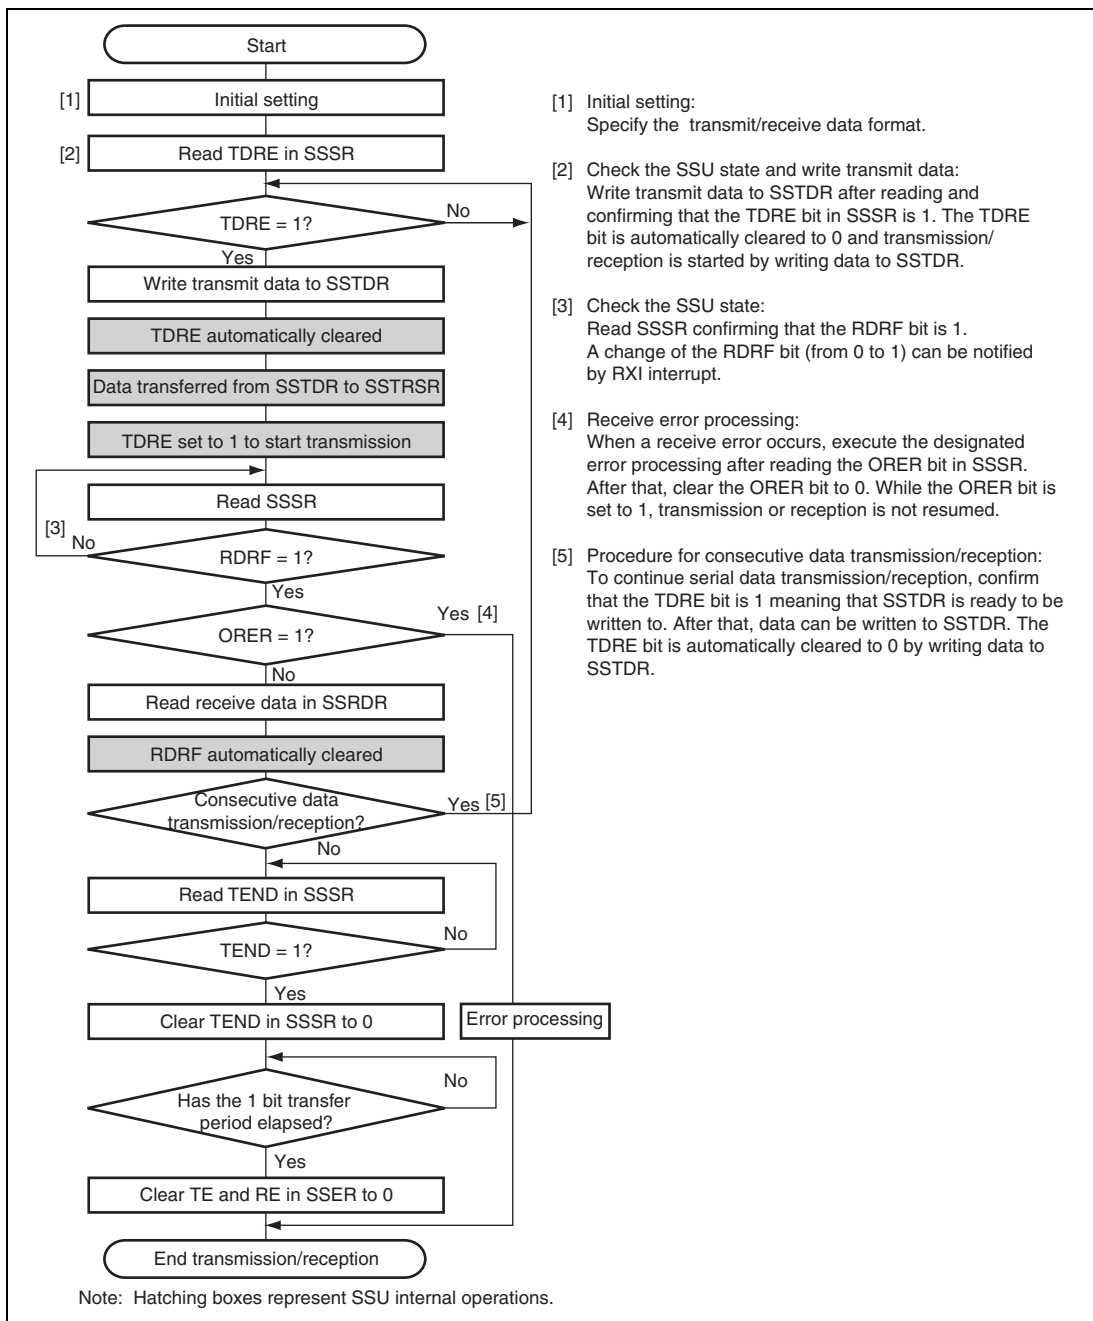 Start
[1] Initial setting
[2] Read TDRE in SSSR
TDRE = 1?
No
Yes
Write transmit data to SSTDR
TDRE automatically cleared
Data transferred from SSTDR to SSTRSR
TDRE set to 1 to start transmission
Read SSSR
[3]
No
RDRF = 1?
Yes
Yes [4]
ORER = 1?
No
Read receive data in SSRDR
RDRF automatically cleared
Consecutive data
transmission/reception?
Yes [5]
No
Read TEND in SSSR
No
TEND = 1?
Yes
Clear TEND in SSSR to 0
Error processing
No
Has the 1 bit transfer
period elapsed?
Yes
Clear TE and RE in SSER to 0
End transmission/reception
[1] Initial setting:
Specify the transmit/receive data format.
[2] Check the SSU state and write transmit data:
Write transmit data to SSTDR after reading and
confirming that the TDRE bit in SSSR is 1. The TDRE
bit is automatically cleared to 0 and transmission/
reception is started by writing data to SSTDR.
[3] Check the SSU state:
Read SSSR confirming that the RDRF bit is 1.
A change of the RDRF bit (from 0 to 1) can be notified
by RXI interrupt.
[4] Receive error processing:
When a receive error occurs, execute the designated
error processing after reading the ORER bit in SSSR.
After that, clear the ORER bit to 0. While the ORER bit is
set to 1, transmission or reception is not resumed.
[5] Procedure for consecutive data transmission/reception:
To continue serial data transmission/reception, confirm
that the TDRE bit is 1 meaning that SSTDR is ready to be
written to. After that, data can be written to SSTDR. The
TDRE bit is automatically cleared to 0 by writing data to
SSTDR.
Note: Hatching boxes represent SSU internal operations.